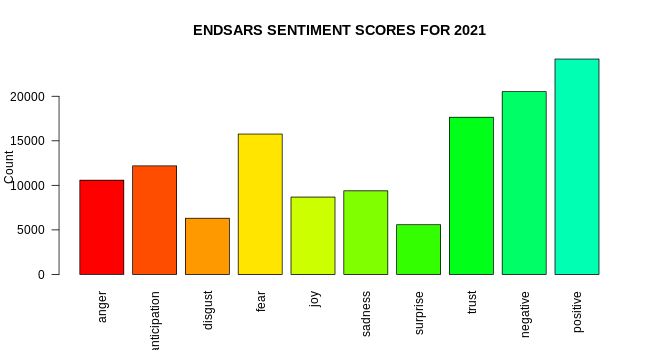 ENDSARS SENTIMENT SCORES FOR 2021
Count
20000
15000
10000
5000
0
anger
nticipation
disgust
fear
joy
sadness
surprise
trust
negative
positive